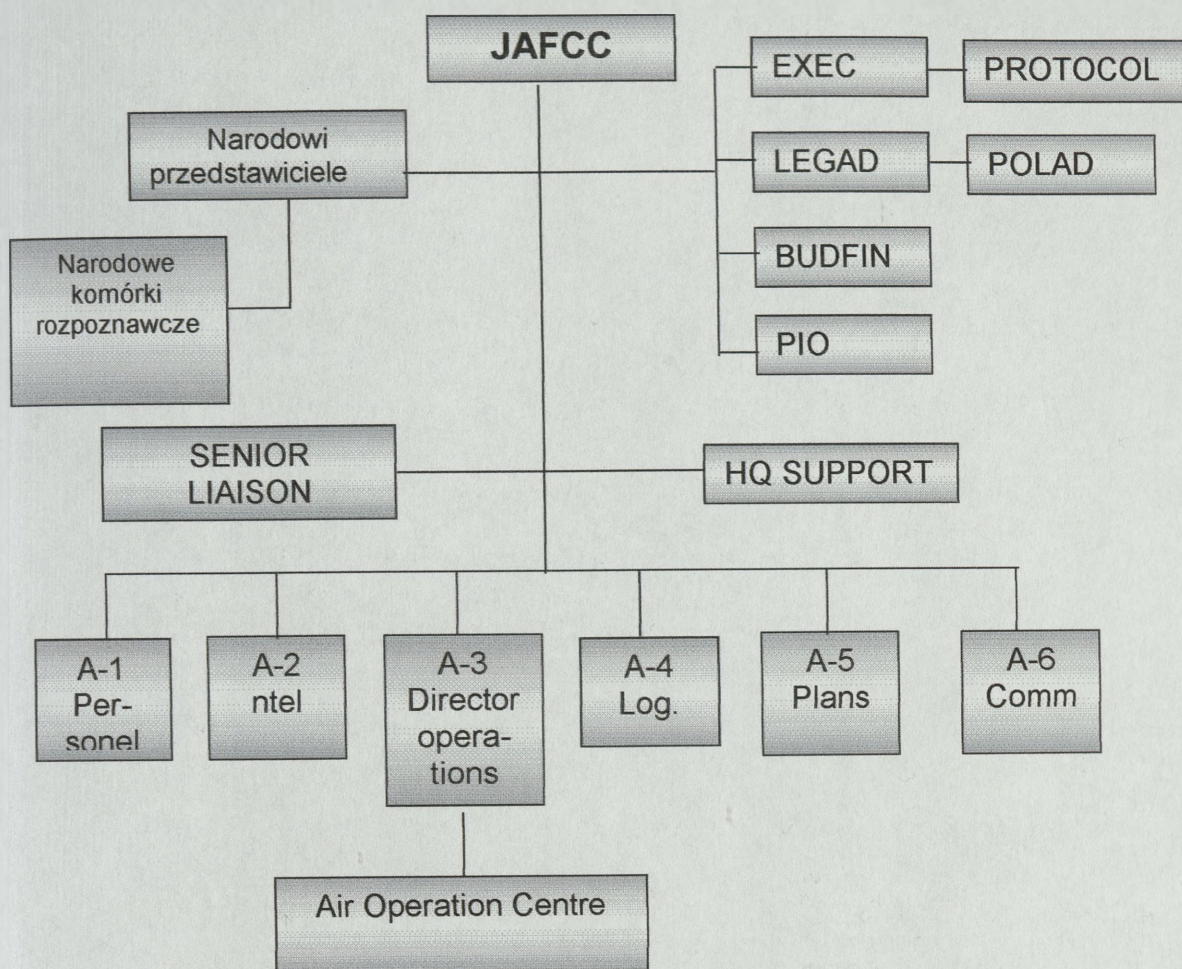 JAFCC
EXEC
PROTOCOL
Narodowi
przedstawiciele
LEGAD
POLAD
Narodowe
komórki
rozpoznawcze
BUDFIN
PIO
SENIOR
LIAISON
HQ SUPPORT
A-1
Per-
sonel
A-2
ntel
A-3
Director
opera-
tions
A-4
Log.
A-5
Plans
A-6
Comm
Air Operation Centre